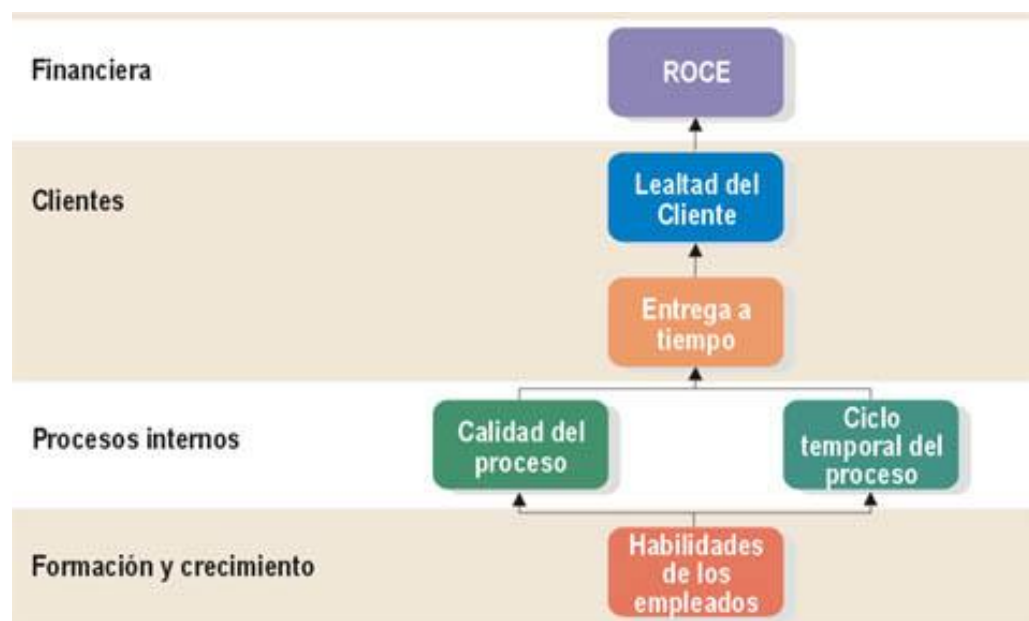 Financiera
ROCE
Clientes
Lealtad del
Cliente
Entrega a
tiempo
Procesos internos
Calidad del
proceso
Ciclo
temporal del
proceso
Formación y crecimiento
Habilidades
de los
empleados